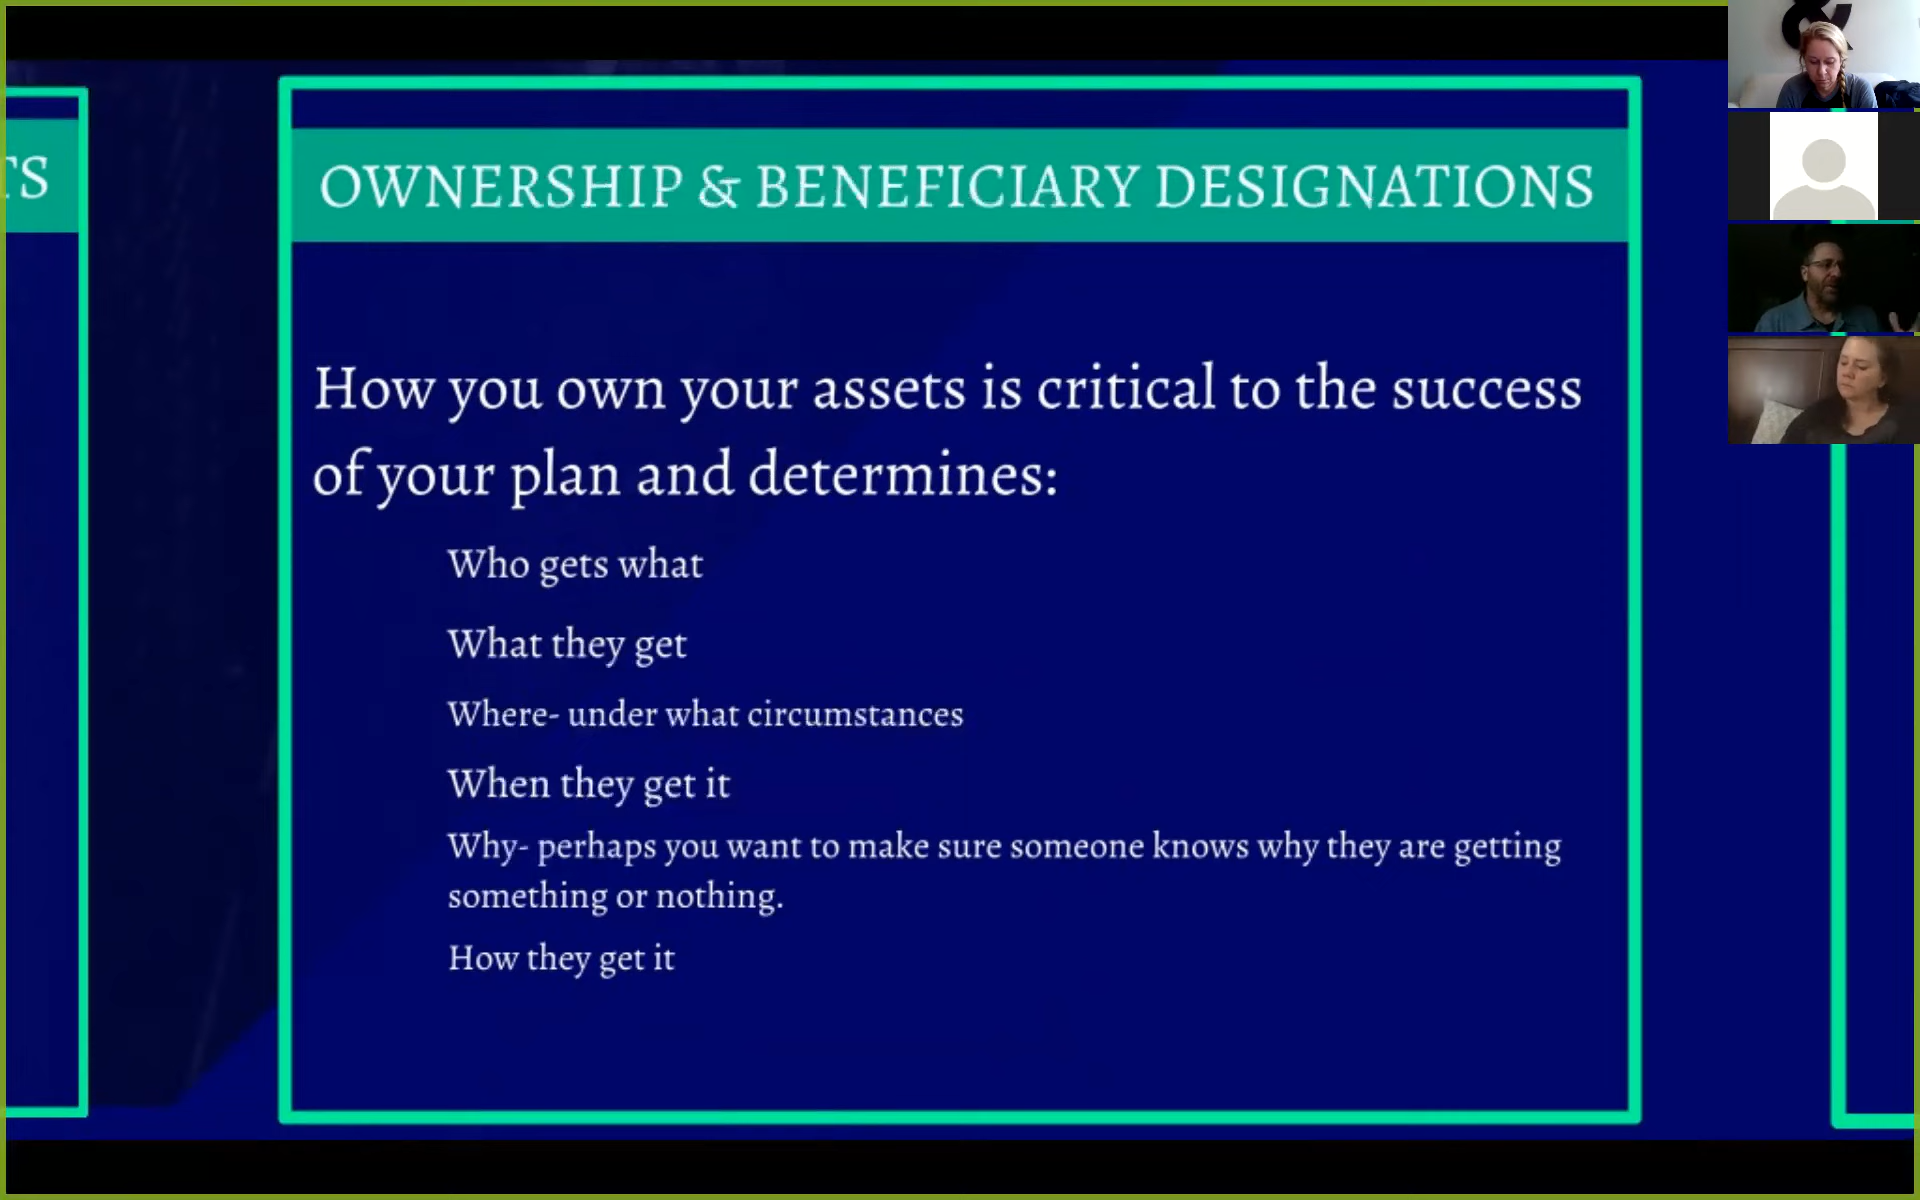 TS
OWNERSHIP & BENEFICIARY DESIGNATIONS
How you own your assets is critical to the success
of your plan and determines:
Who gets what
What they get
Where- under what circumstances
When they get it
Why- perhaps you want to make sure someone knows why they are getting
something or nothing.
How they get it
&